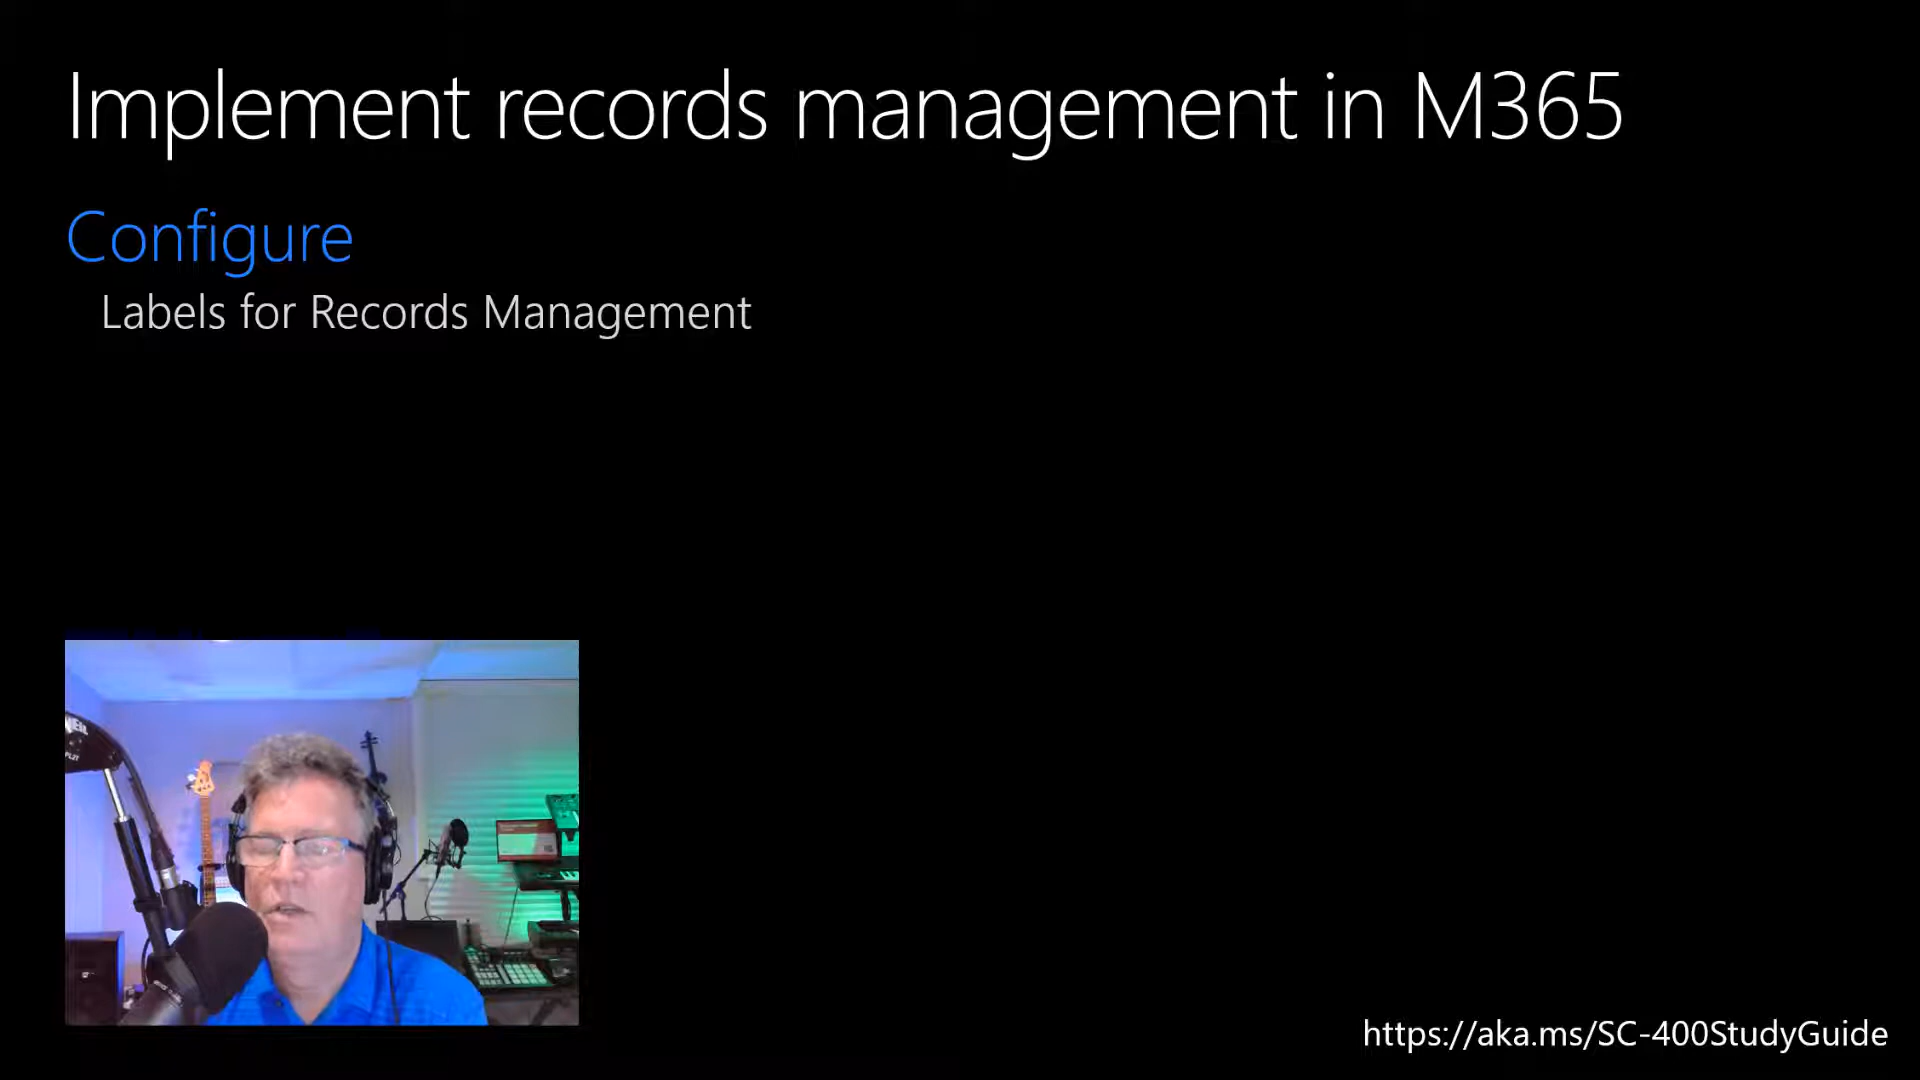 Implement records management in M365
Configure
Labels for Records Management
https://aka.ms/SC-400StudyGuide